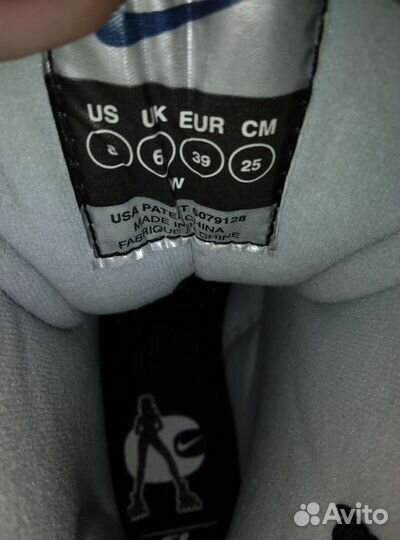 US UK EUR CM
8 6 39 25
W
USA PATENT 6079128
MADE IN CHINA
FABRIQUE EN CHINE
Avito